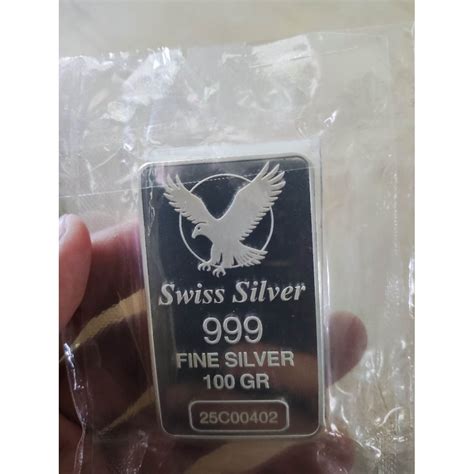 Swiss Silver
999
FINE SILVER
100 GR
25C00402